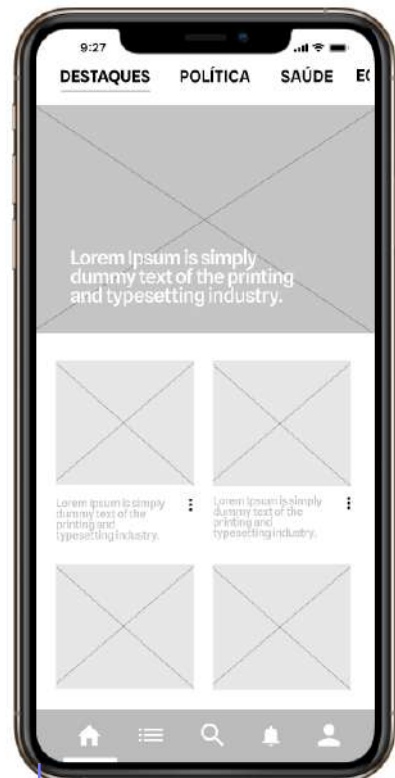 9:27
DESTAQUES POLÍTICA SAÚDE EC
Lorem Ipsum is simply
dummy text of the printing
and typesetting industry.
Lorem Ipsum is simply
dummy text of the
printing and
typesetting industry.
Lorem Ipsum is simply
dummy text of the
printing and
typesetting industry.